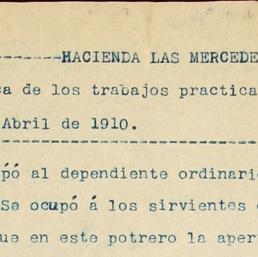 -------HACIENDA LAS MERCEDE
a de los trabajos practica
Abril de 1910.
pó al dependiente ordinari
Se ocupó á los sirvientes
ue en este potrero la aper